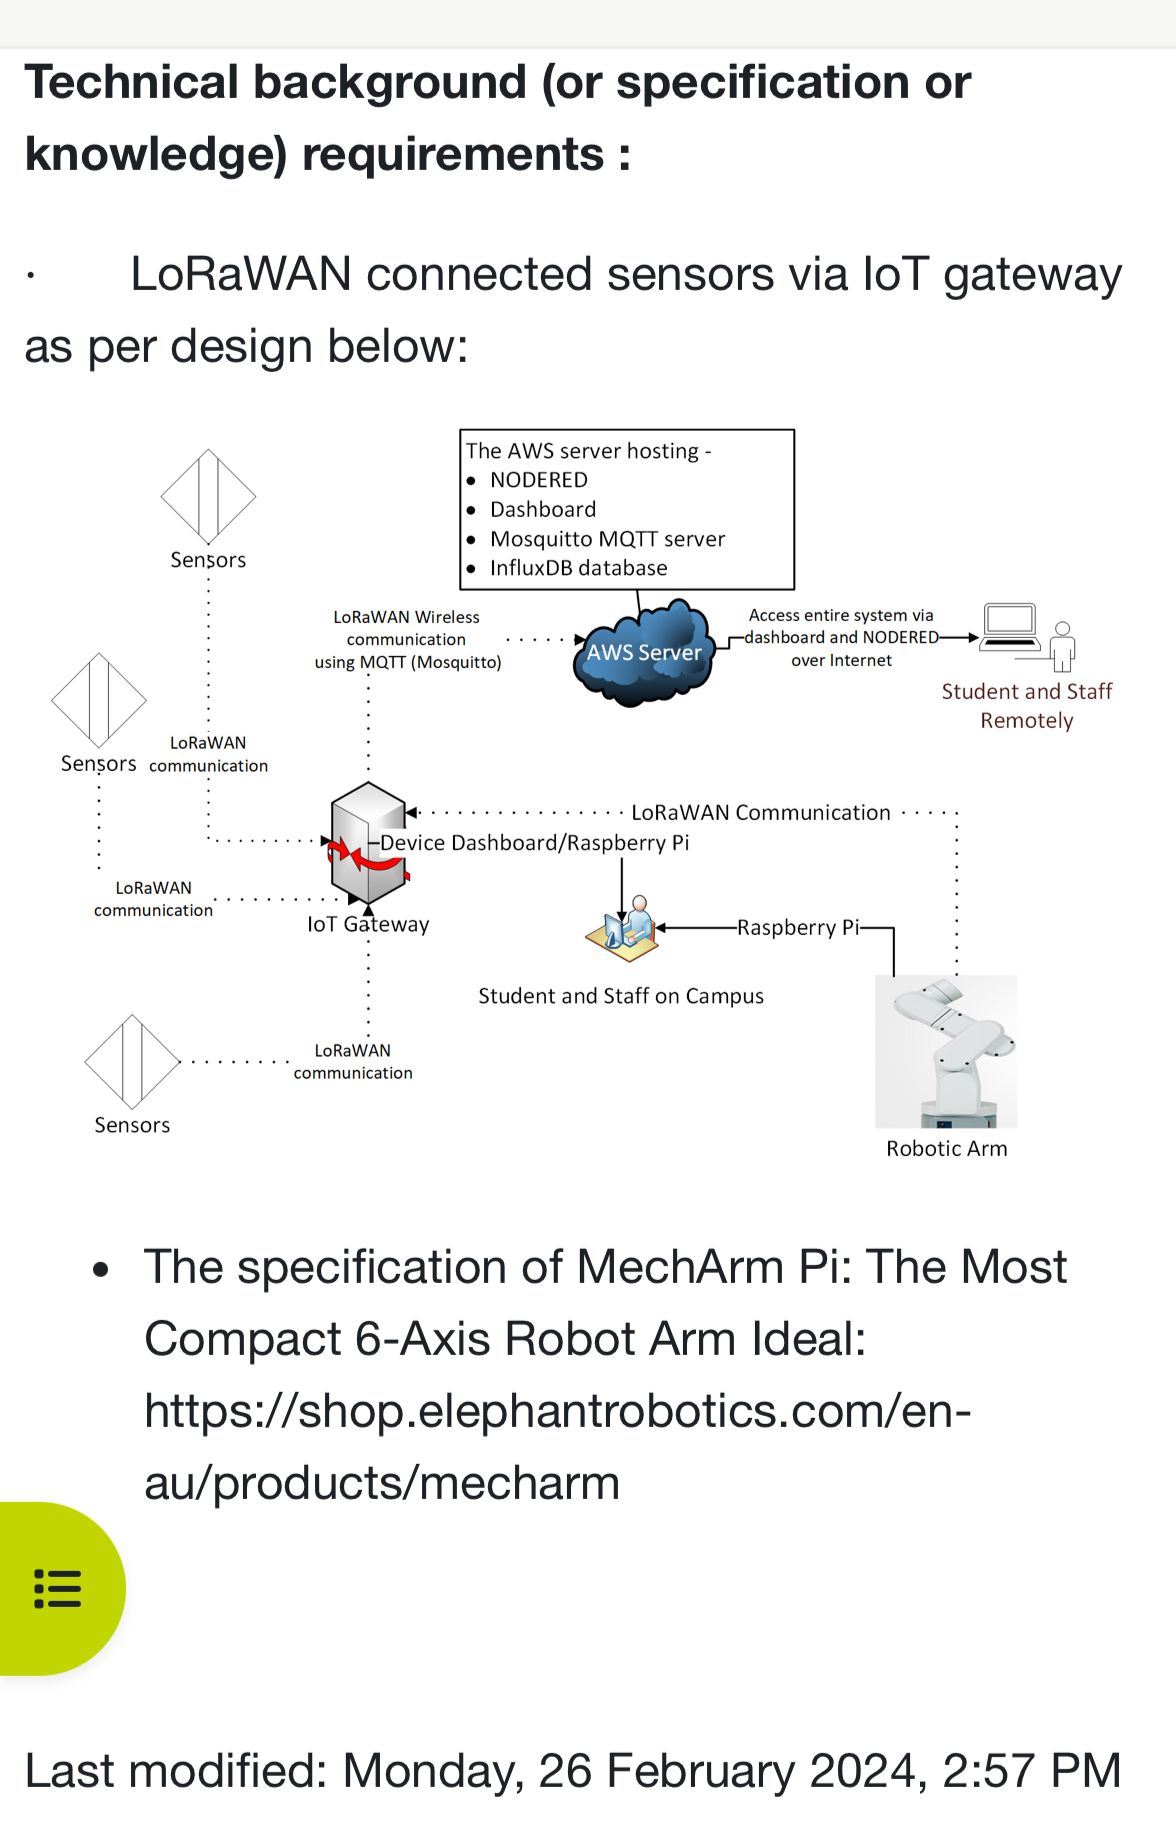 Technical background (or specification or
knowledge) requirements :
· LoRaWAN connected sensors via IoT gateway
as per design below:
The AWS server hosting -
• NODERED
• Dashboard
• Mosquitto MQTT server
• InfluxDB database
Sensors
LoRaWAN Wireless
communication
using MQTT (Mosquitto)
AWS Server
Access entire system via
dashboard and NODERED
over Internet
Student and Staff
Remotely
Sensors
LoRaWAN
communication
LoRaWAN Communication
Device Dashboard/Raspberry Pi
LoRaWAN
communication
IoT Gateway
Raspberry Pi
Student and Staff on Campus
LoRaWAN
communication
Sensors
Robotic Arm
• The specification of MechArm Pi: The Most
Compact 6-Axis Robot Arm Ideal:
https://shop.elephantrobotics.com/en-
au/products/mecharm
Last modified: Monday, 26 February 2024, 2:57 PM